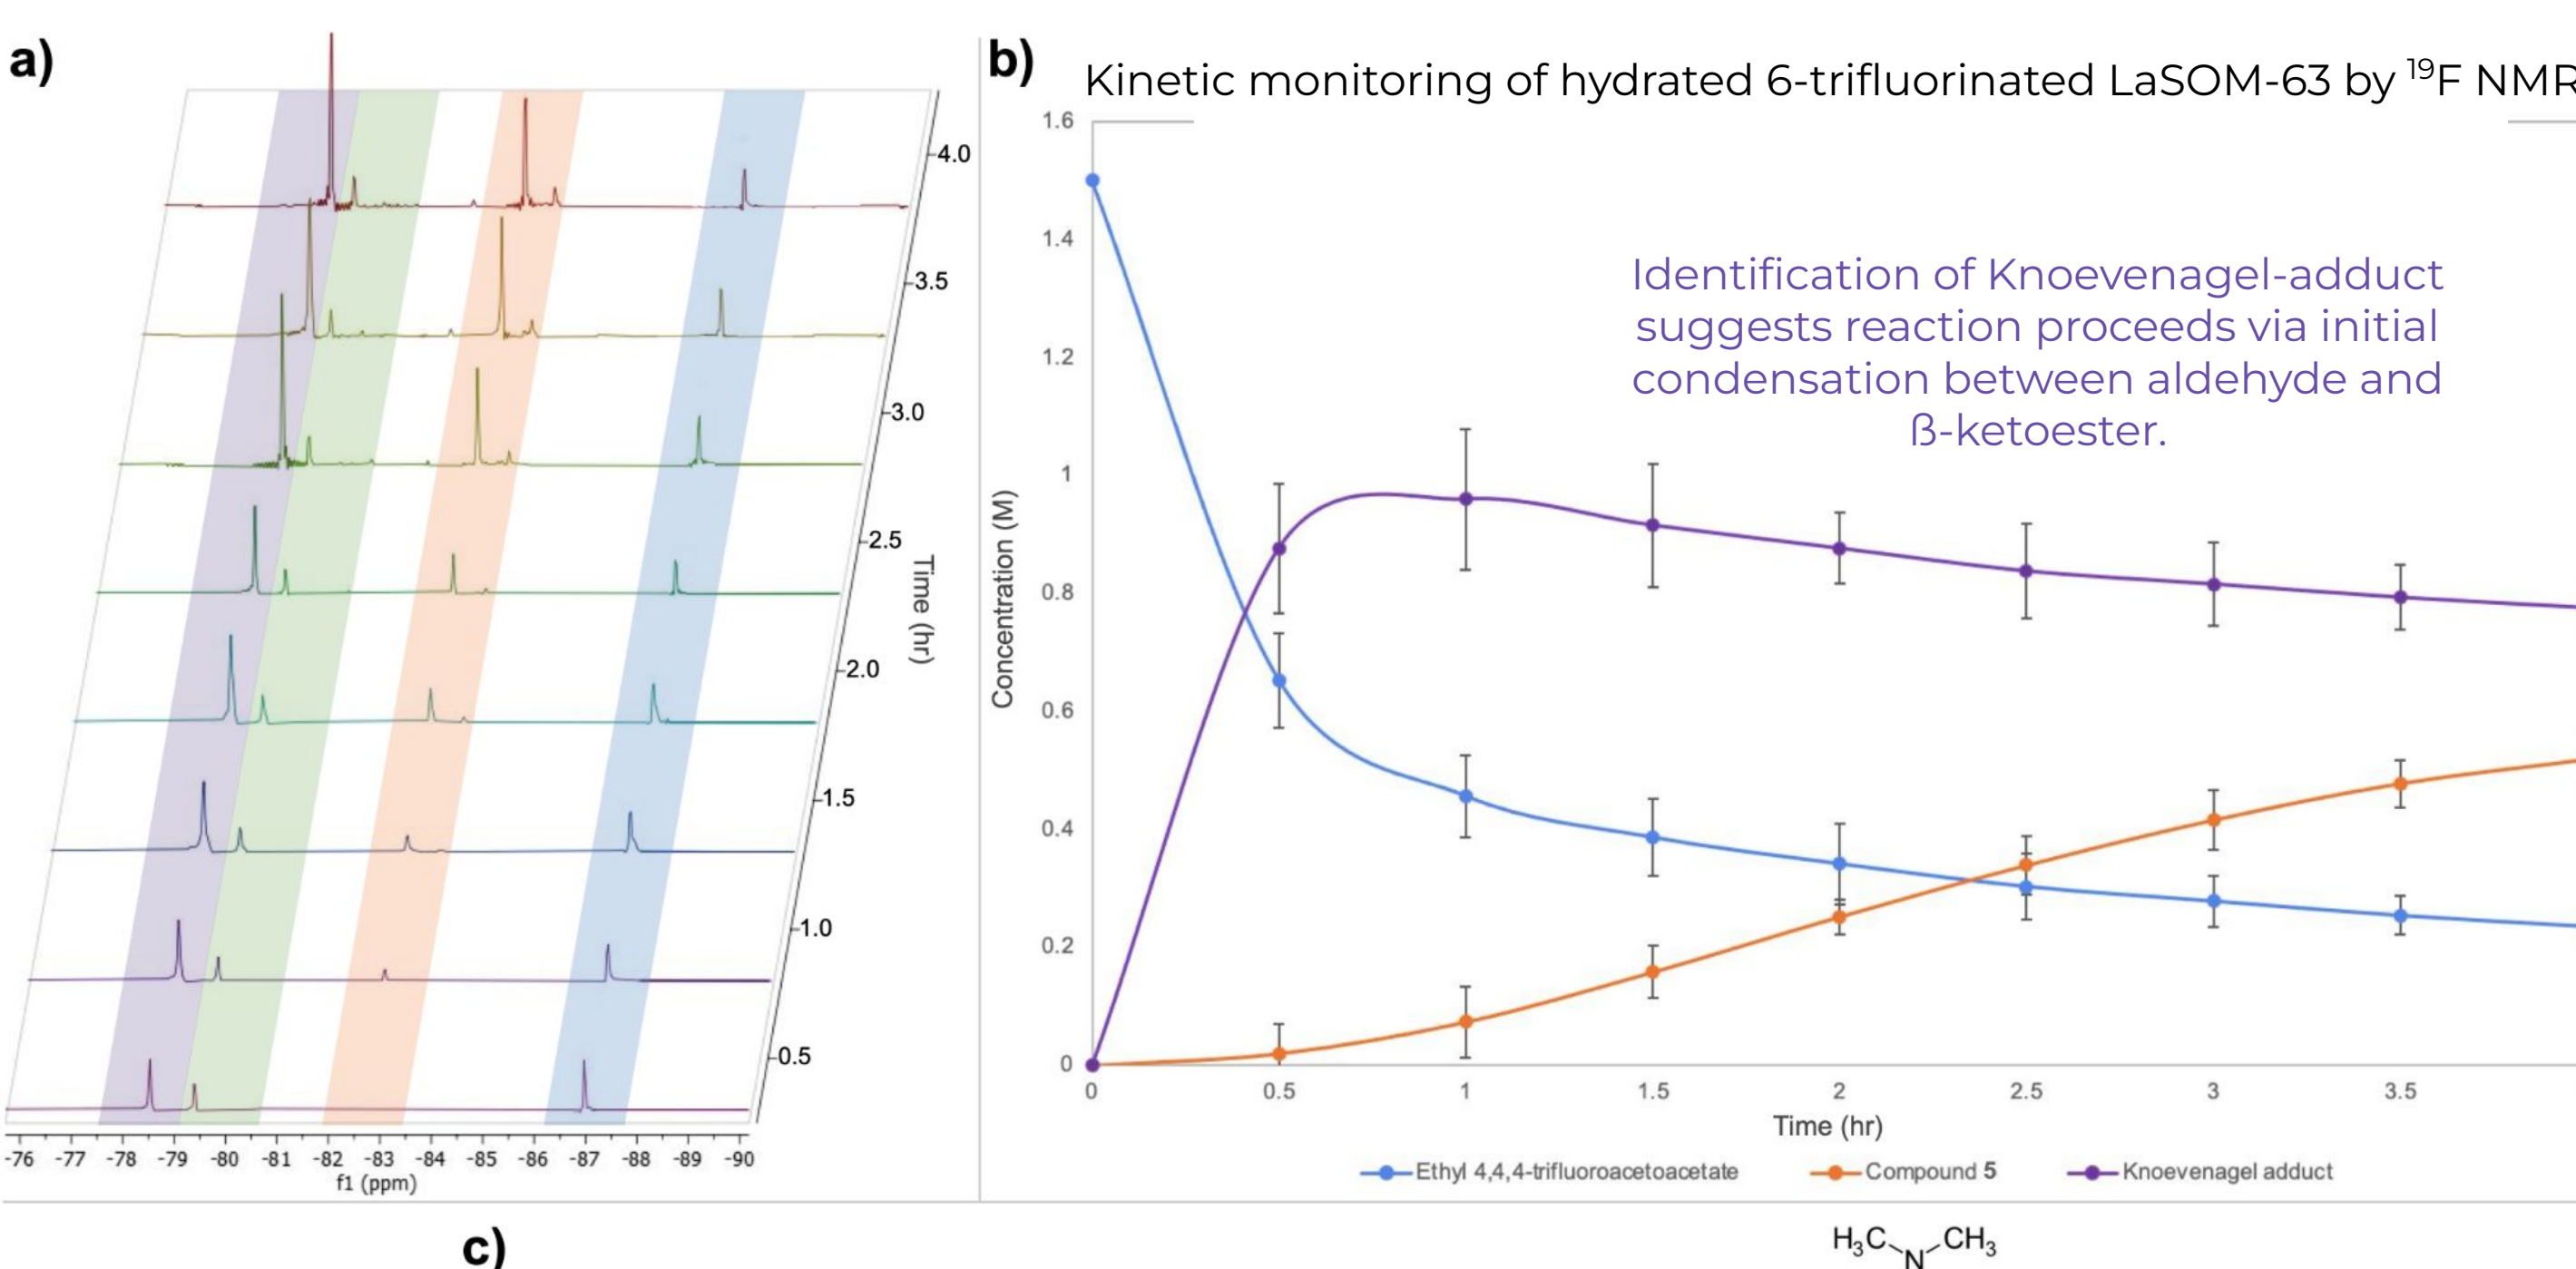 a)
4.0
3.5
3.0
2.5
2.0
1.5
1.0
0.5
Time (hr)
-76 -77 -78 -79 -80 -81 -82 -83 -84 -85 -86 -87 -88 -89 -90
f1 (ppm)
b)
Kinetic monitoring of hydrated 6-trifluorinated LaSOM-63 by ¹⁹F NMR
1.6
1.4
1.2
1
0.8
0.6
0.4
0.2
0
Concentration (M)
Identification of Knoevenagel-adduct
suggests reaction proceeds via initial
condensation between aldehyde and
ß-ketoester.
0 0.5 1 1.5 2 2.5 3 3.5
Time (hr)
Ethyl 4,4,4-trifluoroacetoacetate Compound 5 Knoevenagel adduct
c)
H₃C CH₃
N